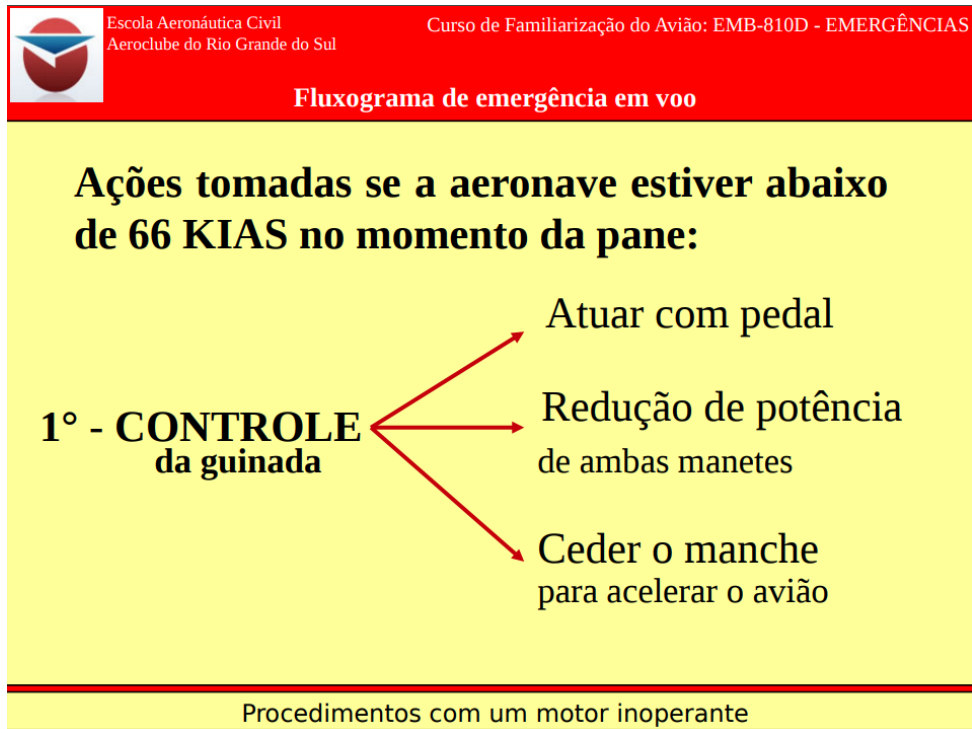 Escola Aeronáutica Civil
Aeroclube do Rio Grande do Sul
Curso de Familiarização do Avião: EMB-810D - EMERGÊNCIAS
Fluxograma de emergência em voo
Ações tomadas se a aeronave estiver abaixo
de 66 KIAS no momento da pane:
1° - CONTROLE
da guinada
Atuar com pedal
Redução de potência
de ambas manetes
Ceder o manche
para acelerar o avião
Procedimentos com um motor inoperante